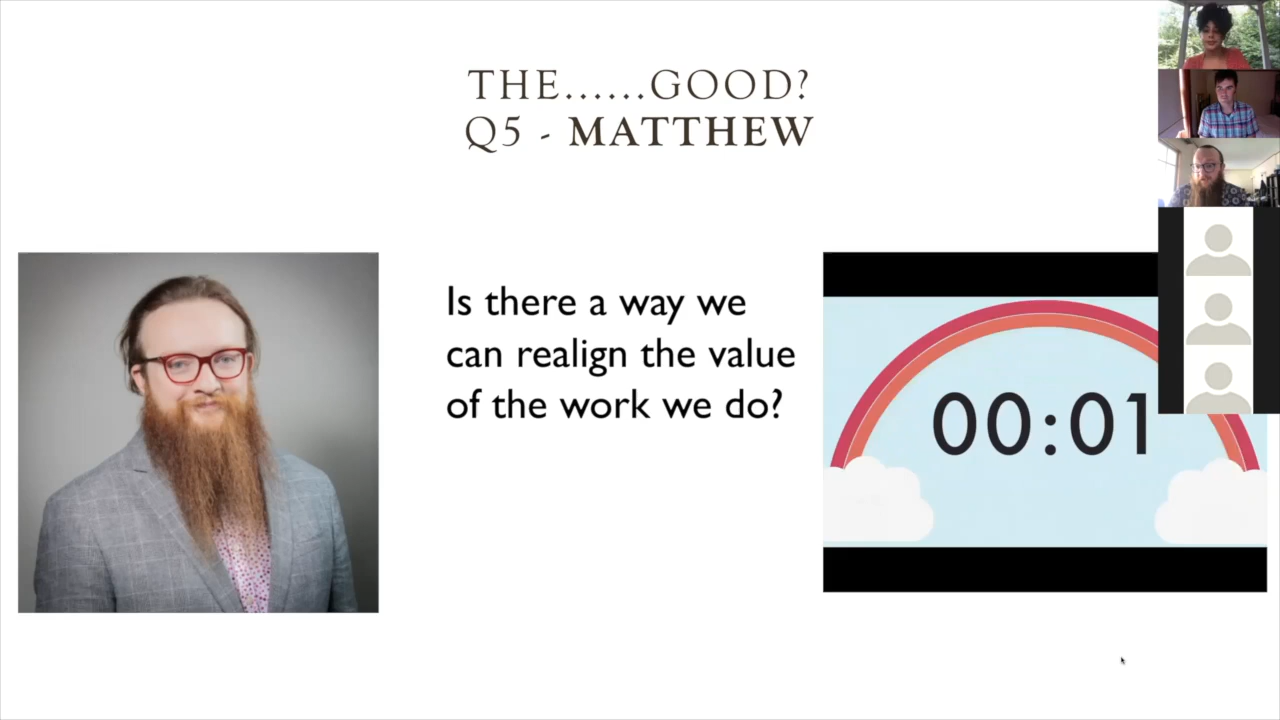 THE......GOOD?
Q5 - MATTHEW
Is there a way we
can realign the value
of the work we do?
00:01